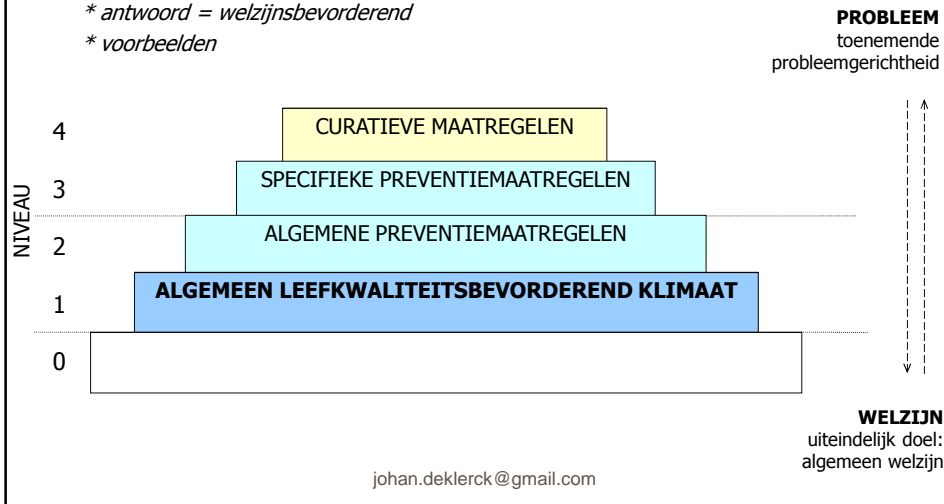 * antwoord = welzijnsbevorderend
* voorbeelden
PROBLEEM
toenemende
probleemgerichtheid
NIVEAU
4
CURATIEVE MAATREGELEN
3
SPECIFIEKE PREVENTIEMAATREGELEN
2
ALGEMENE PREVENTIEMAATREGELEN
1
ALGEMEEN LEEFKWALITEITSBEVORDEREND KLIMAAT
0
WELZIJN
uiteindelijk doel:
algemeen welzijn
johan.deklerck@gmail.com